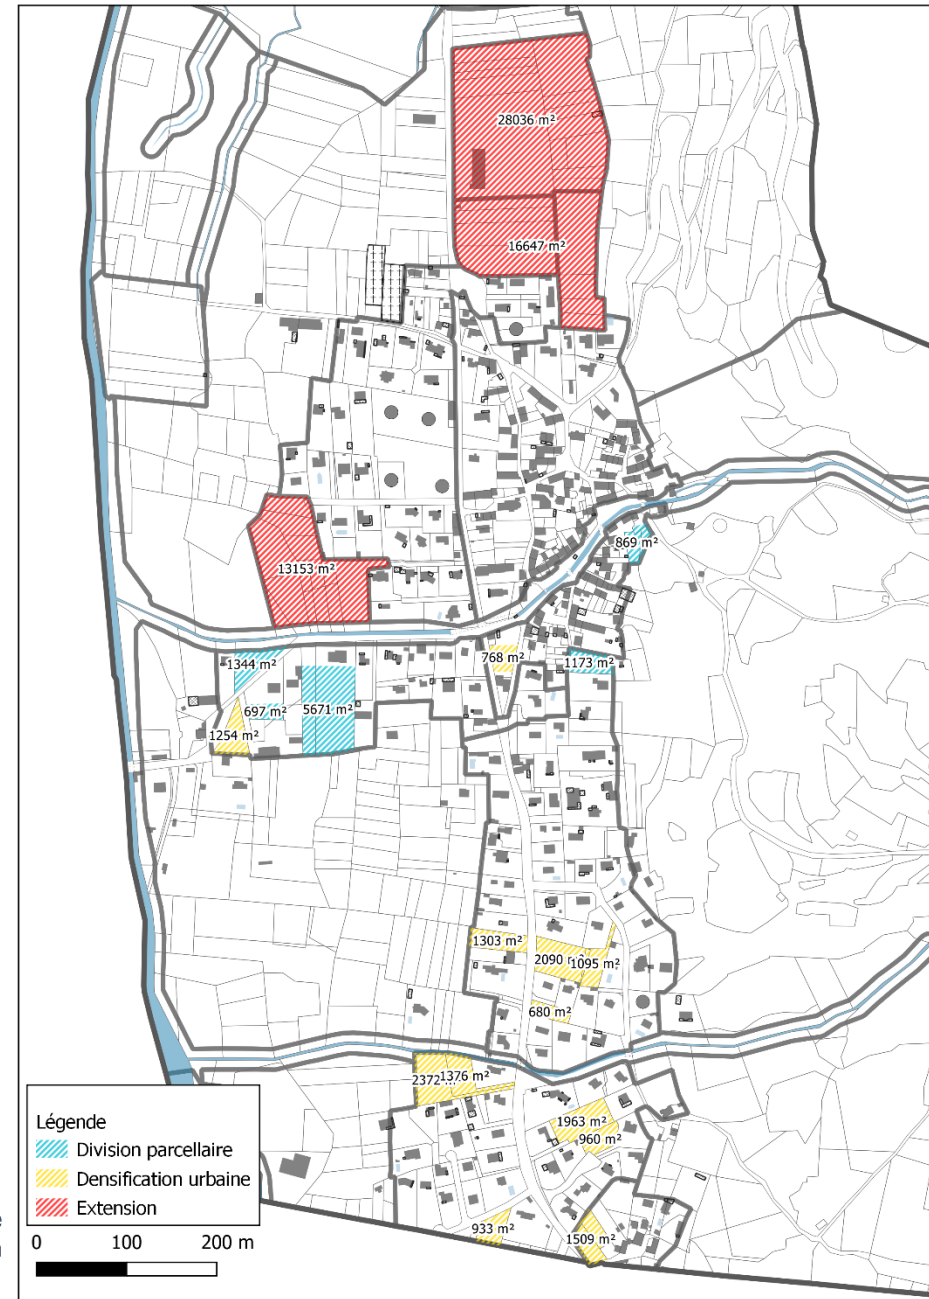 28036 m²
16647 m²
869 m²
13153 m²
768 m²
1344 m²
1173 m²
697 m²
5671 m²
1254 m²
1303 m²
2090
1095 m²
680 m²
2372
1376 m²
1963 m²
960 m²
933 m²
1509 m²
Légende
Division parcellaire
Densification urbaine
Extension
0 100 200 m